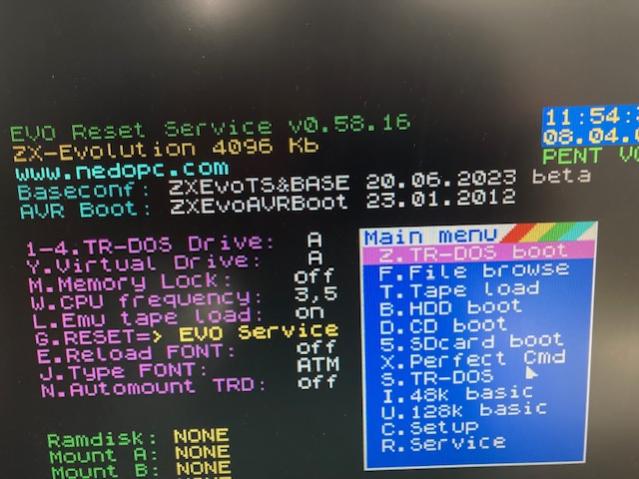 EVO Reset Service v0.58.16
ZX-Evolution 4096 Kb
www.nedopc.com
Baseconf: ZXEvoTS&BASE 20.06.2023 beta
AVR Boot: ZXEvoAVRBoot 23.01.2012
11:54:
08.04.
PENT
1-4.TR-DOS Drive: A
Y.Virtual Drive: A
M.Memory Lock: off
W.CPU frequency: 3,5
L.Emu tape load: on
G.RESET=> EVO Service
E.Reload FONT: off
J.Type FONT: ATM
N.Automount TRD: off
Main menu
Z.TR-DOS boot
F.File browse
T.Tape load
B.HDD boot
D.CD boot
5.SDcard boot
X.Perfect Cmd
S.TR-DOS
I.48k basic
U.128k basic
C.Setup
R.Service
Ramdisk: NONE
Mount A: NONE
Mount B: NONE